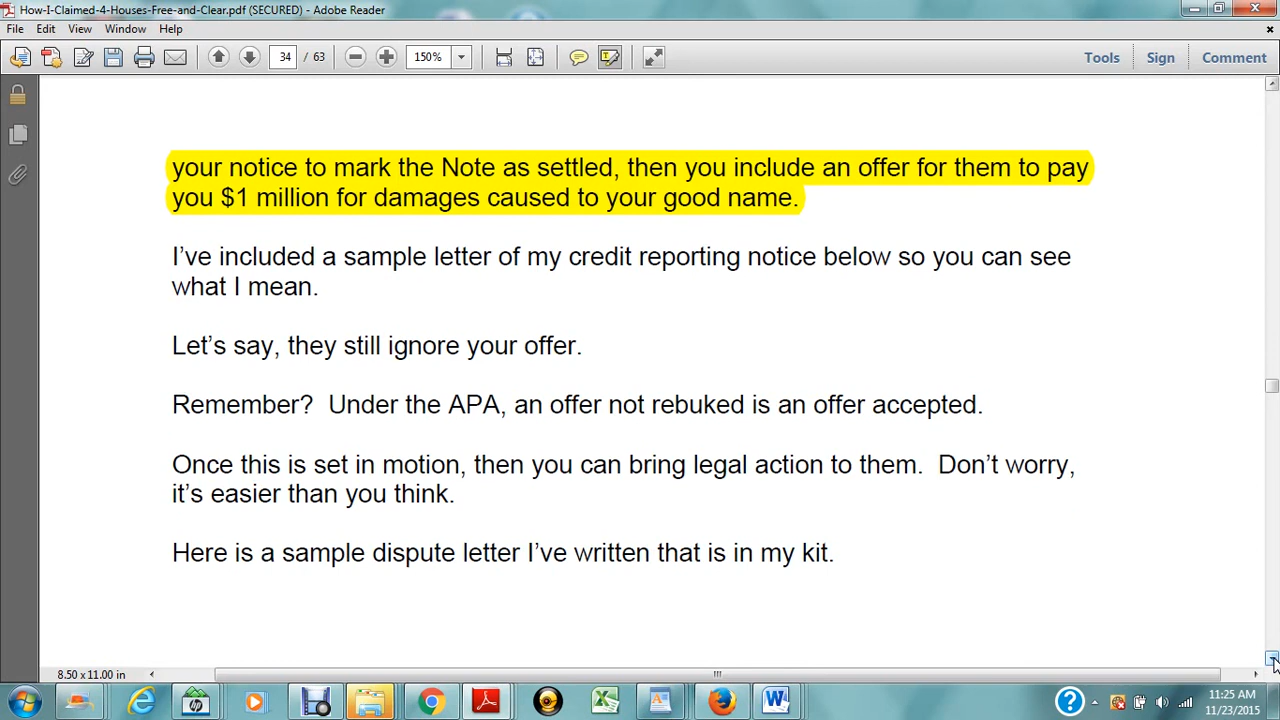 How-I-Claimed-4-Houses-Free-and-Clear.pdf (SECURED) - Adobe Reader
File Edit View Window Help
34 / 63 150% Tools Sign Comment
your notice to mark the Note as settled, then you include an offer for them to pay
you $1 million for damages caused to your good name.
I’ve included a sample letter of my credit reporting notice below so you can see
what I mean.
Let’s say, they still ignore your offer.
Remember?  Under the APA, an offer not rebuked is an offer accepted.
Once this is set in motion, then you can bring legal action to them.  Don’t worry,
it’s easier than you think.
Here is a sample dispute letter I’ve written that is in my kit.
8.50 x 11.00 in
11:25 AM
11/23/2015